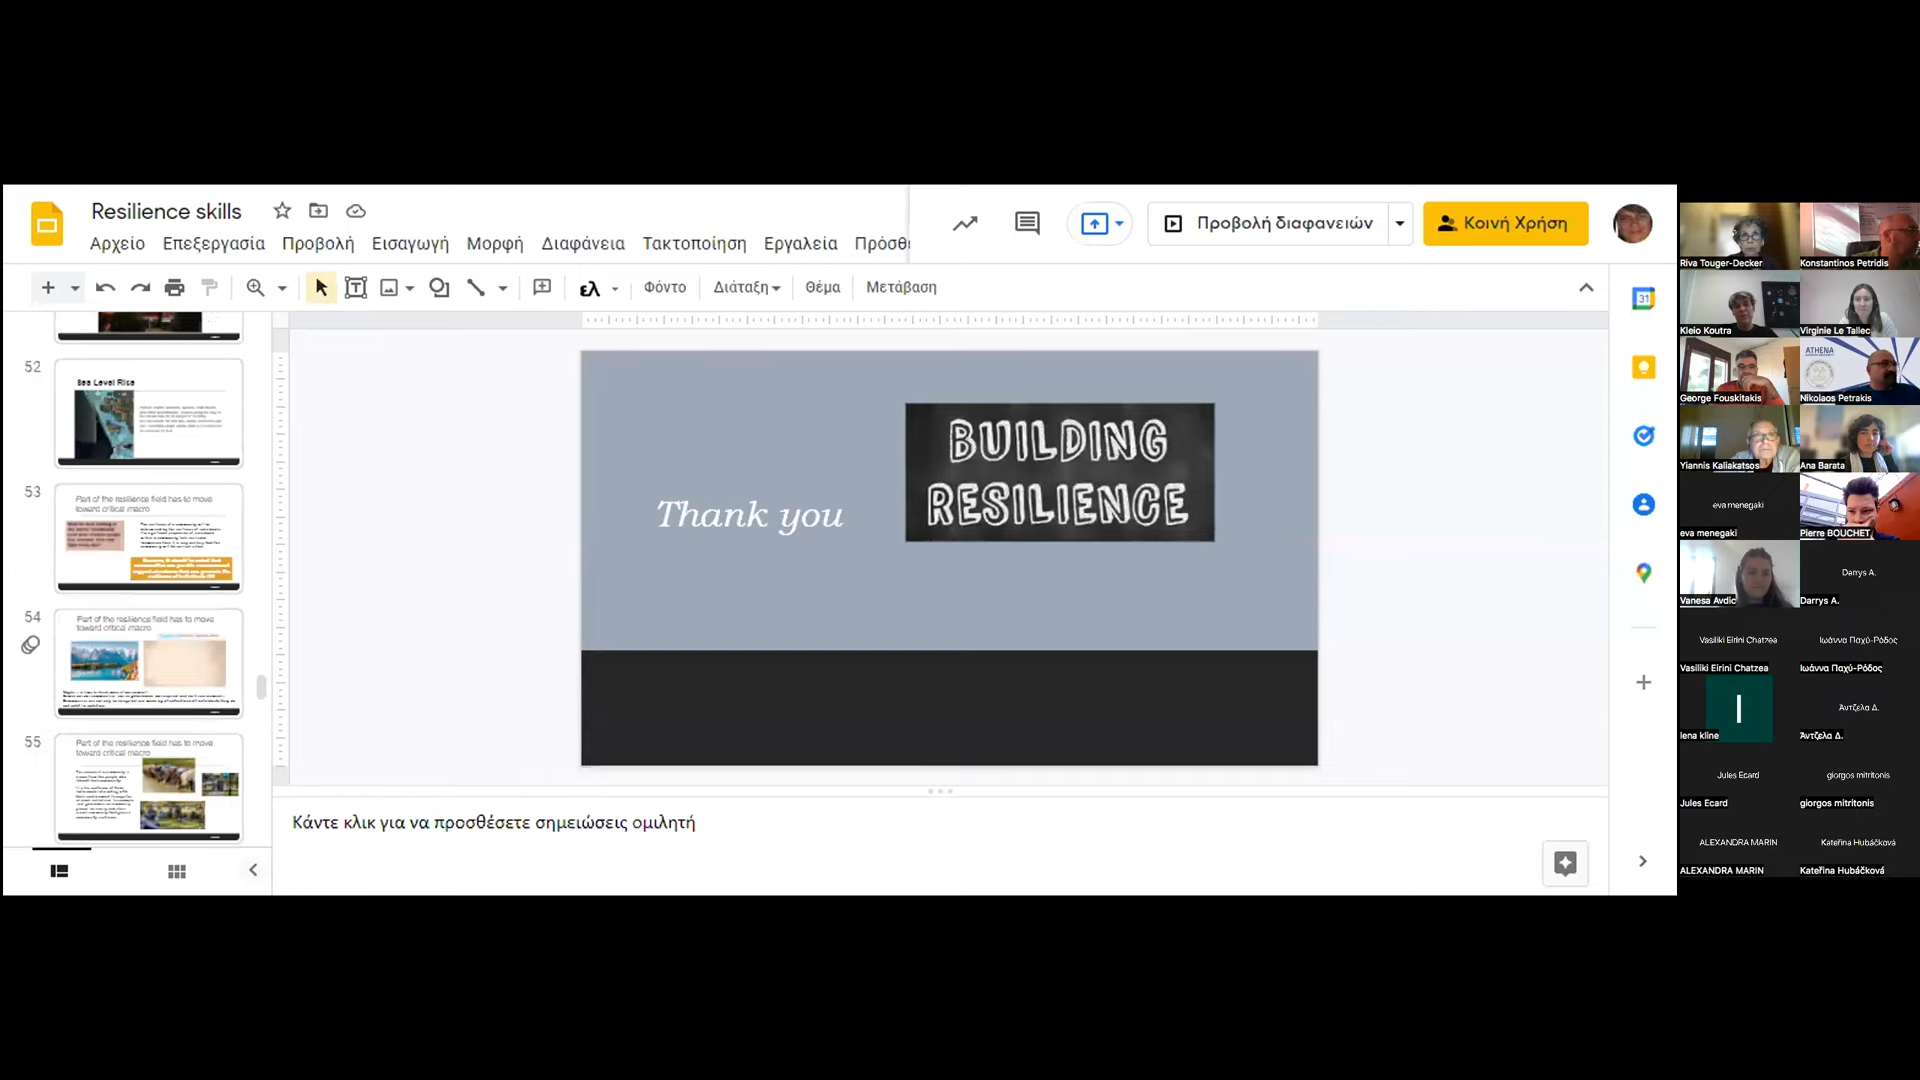 Resilience skills
Αρχείο Επεξεργασία Προβολή Εισαγωγή Μορφή Διαφάνεια Τακτοποίηση Εργαλεία Πρόσθ
Προβολή διαφανειών
Κοινή Χρήση
ελ
Φόντο
Διάταξη
Θέμα
Μετάβαση
31
52
Sea Level Rise
53
Part of the resilience field has to move
toward critical macro
54
Part of the resilience field has to move
toward critical macro
55
Part of the resilience field has to move
toward critical macro
Thank you
BUILDING
RESILIENCE
Κάντε κλικ για να προσθέσετε σημειώσεις ομιλητή
Riva Touger-Decker
Konstantinos Petridis
Kleio Koutra
Virginie Le Tallec
George Fouskitakis
ATHENA
Nikolaos Petrakis
Yiannis Kaliakatsos
Ana Barata
eva menegaki
eva menegaki
Pierre BOUCHET
Vanesa Avdic
Darrys A.
Darrys A.
Vasiliki Eirini Chatzea
Vasiliki Eirini Chatzea
Ιωάννα Παχύ-Ρόδος
Ιωάννα Παχύ-Ρόδος
I
lena kline
Άντζελα Δ.
Άντζελα Δ.
Jules Ecard
Jules Ecard
giorgos mitritonis
giorgos mitritonis
ALEXANDRA MARIN
ALEXANDRA MARIN
Kateřina Hubáčková
Kateřina Hubáčková